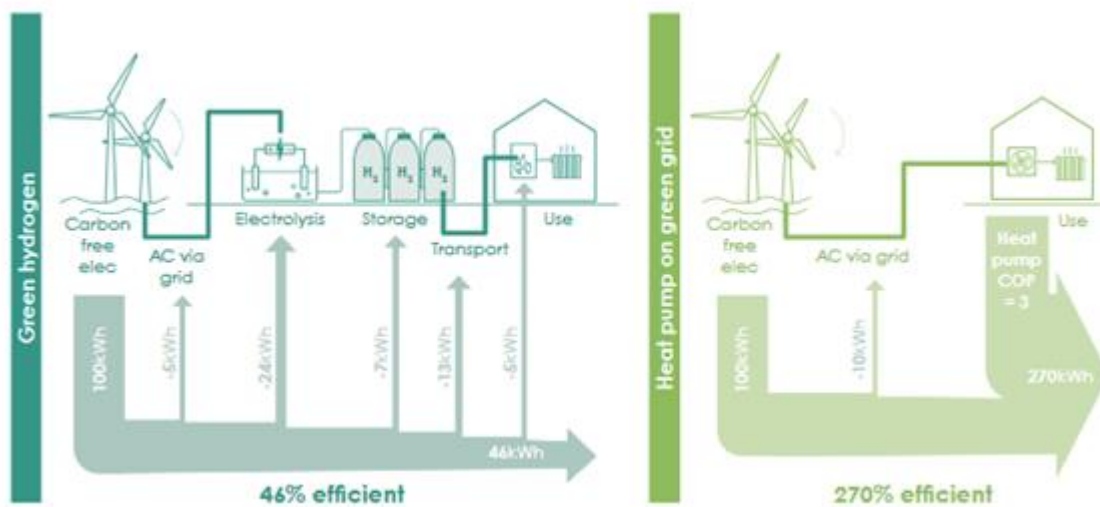 Green hydrogen
Carbon
free
elec
AC via
grid
Electrolysis
H₂ H₂ H₂
Storage
Transport
Use
100kWh
-5kWh
-24kWh
-7kWh
-13kWh
-5kWh
46kWh
46% efficient
Heat pump on green grid
Carbon
free
elec
AC via grid
Use
Heat
pump
COP
= 3
100kWh
-10kWh
270kWh
270% efficient